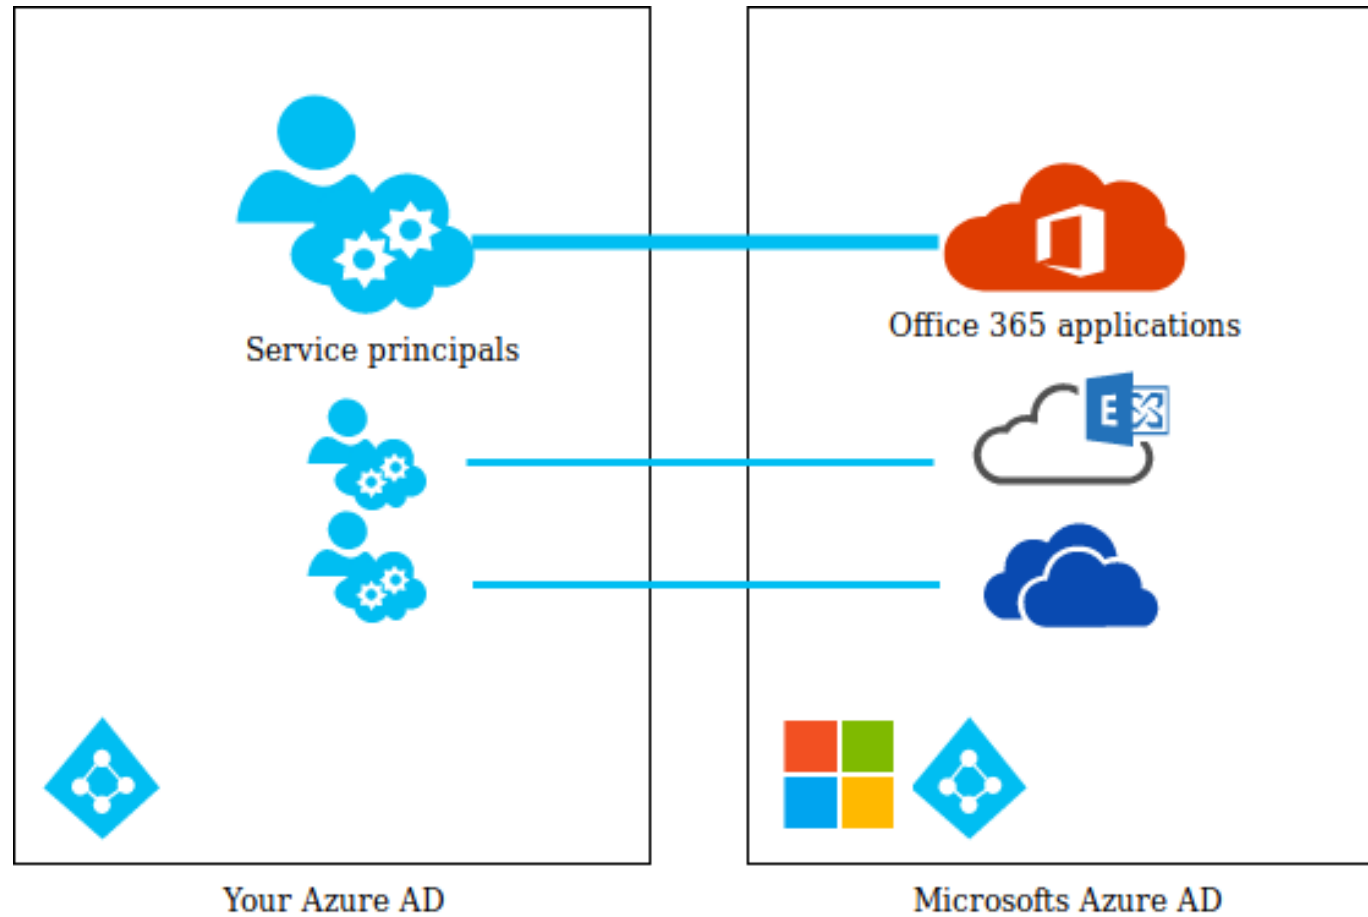 Service principals
Office 365 applications
E
Your Azure AD
Microsofts Azure AD